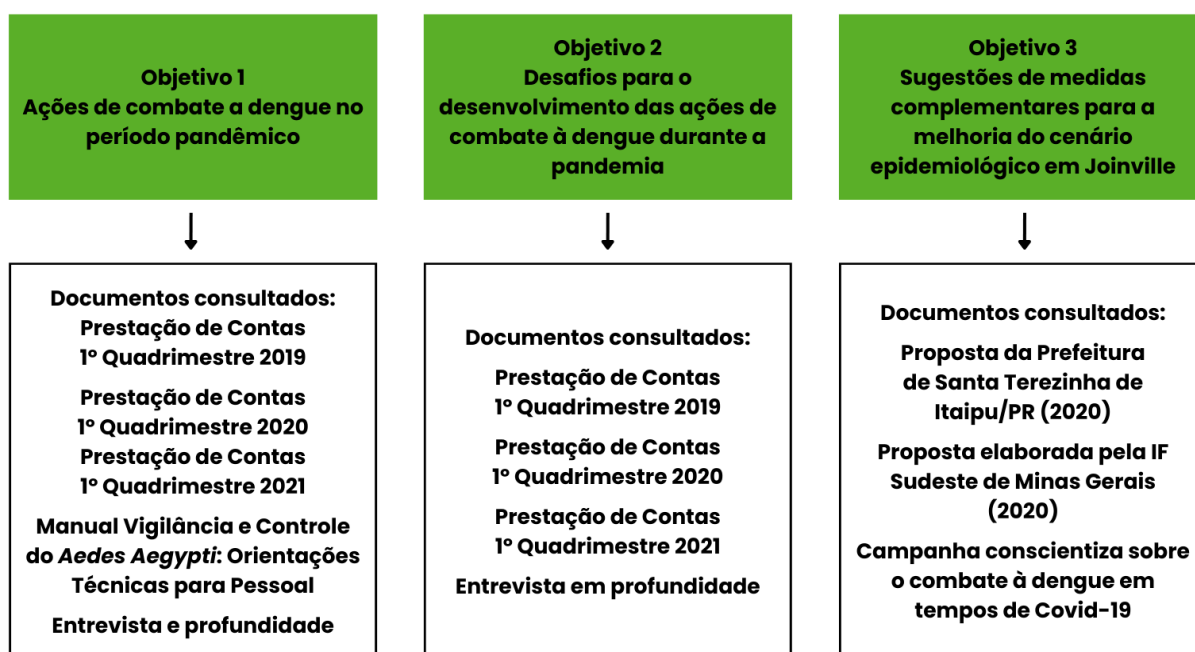 Objetivo 1
Ações de combate a dengue no
período pandêmico
Objetivo 2
Desafios para o
desenvolvimento das ações de
combate à dengue durante a
pandemia
Objetivo 3
Sugestões de medidas
complementares para a
melhoria do cenário
epidemiológico em Joinville
Documentos consultados:
Prestação de Contas
1º Quadrimestre 2019
Prestação de Contas
1º Quadrimestre 2020
Prestação de Contas
1º Quadrimestre 2021
Manual Vigilância e Controle
do Aedes Aegypti: Orientações
Técnicas para Pessoal
Entrevista e profundidade
Documentos consultados:
Prestação de Contas
1º Quadrimestre 2019
Prestação de Contas
1º Quadrimestre 2020
Prestação de Contas
1º Quadrimestre 2021
Entrevista em profundidade
Documentos consultados:
Proposta da Prefeitura
de Santa Terezinha de
Itaipu/PR (2020)
Proposta elaborada pela IF
Sudeste de Minas Gerais
(2020)
Campanha conscientiza sobre
o combate à dengue em
tempos de Covid-19